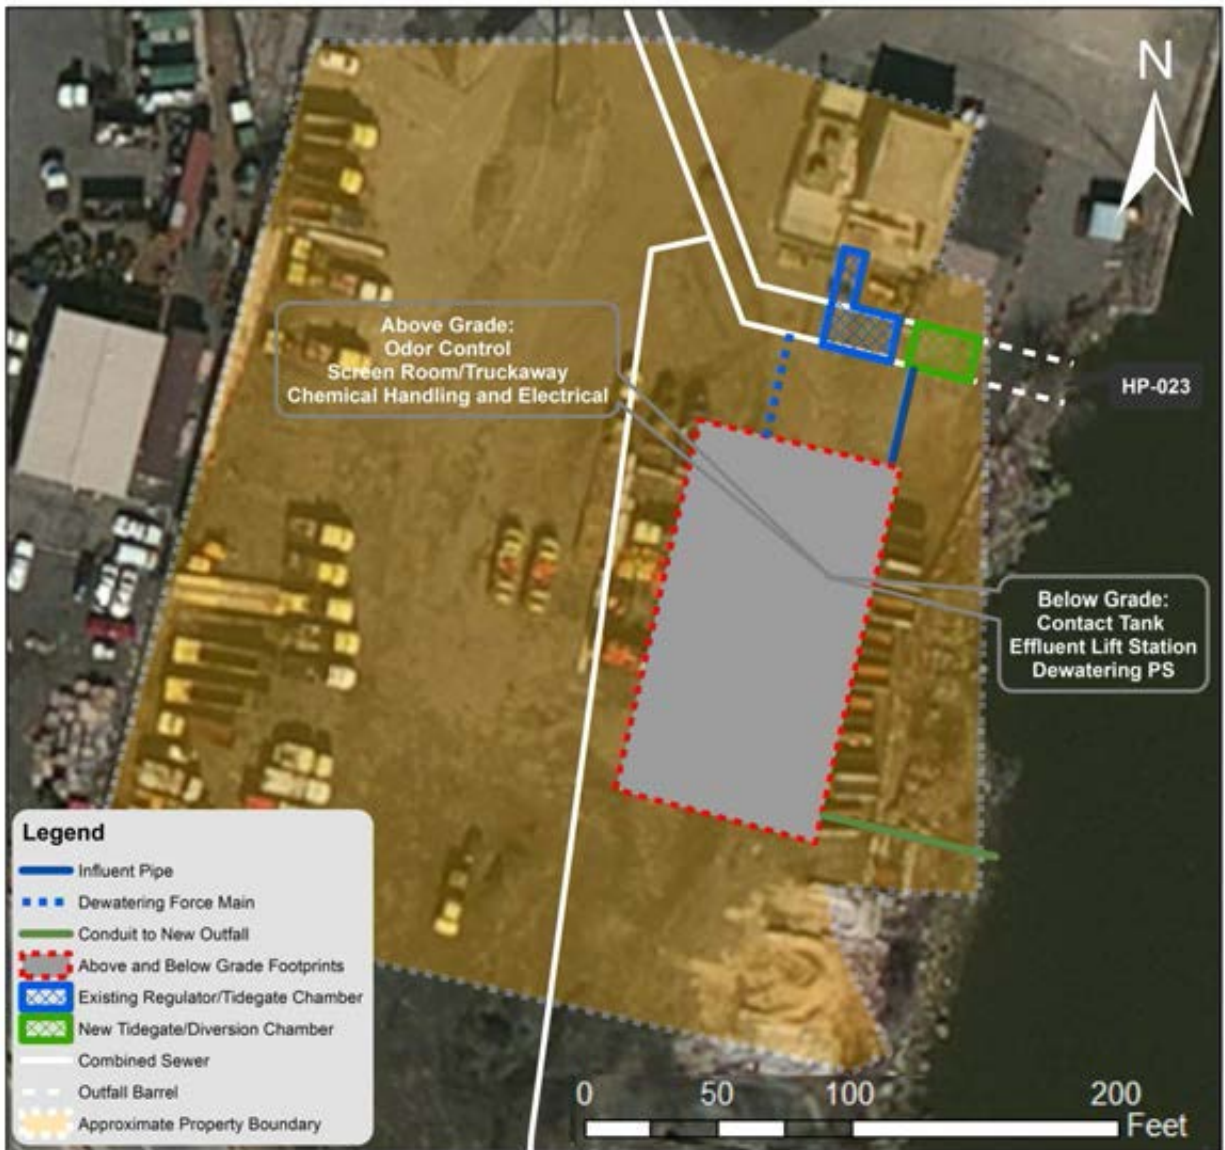 N
Above Grade:
Odor Control
Screen Room/Truckaway
Chemical Handling and Electrical
HP-023
Below Grade:
Contact Tank
Effluent Lift Station
Dewatering PS
Legend
Influent Pipe
Dewatering Force Main
Conduit to New Outfall
Above and Below Grade Footprints
Existing Regulator/Tidegate Chamber
New Tidegate/Diversion Chamber
Combined Sewer
Outfall Barrel
Approximate Property Boundary
0 50 100 200
Feet